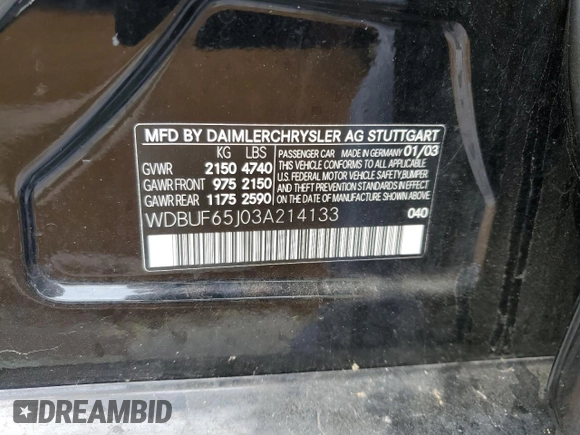 MFD BY DAIMLERCHRYSLER AG STUTTGART
KG LBS
GVWR 2150 4740
GAWR FRONT 975 2150
GAWR REAR 1175 2590
PASSENGER CAR MADE IN GERMANY 01/03
THIS VEHICLE CONFORMS TO ALL APPLICABLE
U.S. FEDERAL MOTOR VEHICLE SAFETY,BUMPER
AND THEFT PREVENTION STANDARDS IN EFFECT
ON THE DATE OF MANUFACTURE SHOWN ABOVE
WDBUF65J03A214133 040
DREAMBID